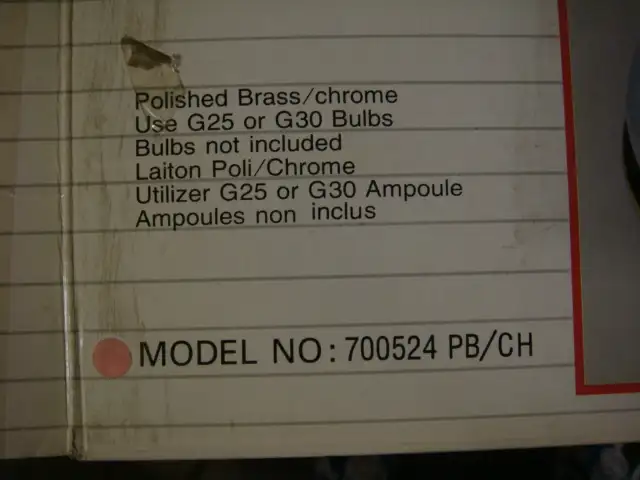 Polished Brass/chrome
Use G25 or G30 Bulbs
Bulbs not included
Laiton Poli/Chrome
Utilizer G25 or G30 Ampoule
Ampoules non inclus
MODEL NO: 700524 PB/CH